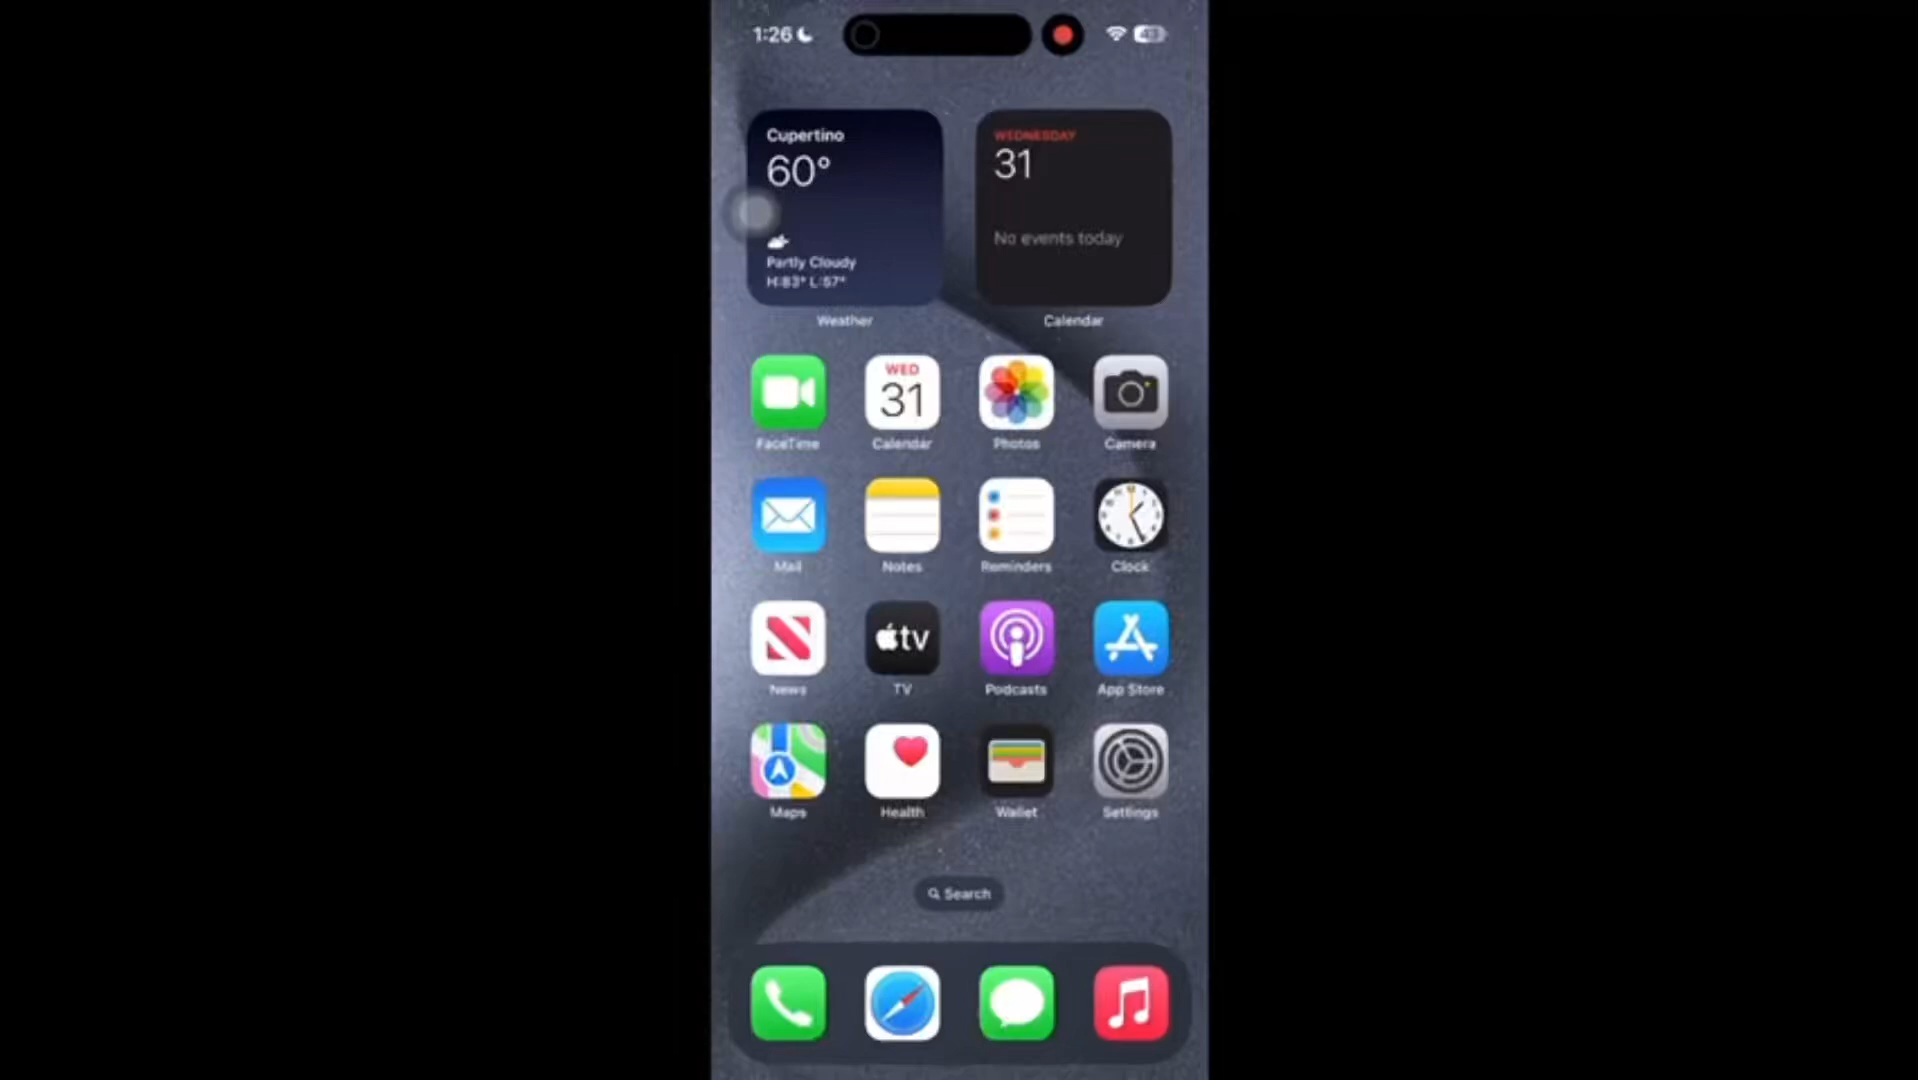 1:26
Cupertino
60°
Partly Cloudy
H:83° L:57°
Weather
WEDNESDAY
31
No events today
Calendar
WED
31
FaceTime
Calendar
Photos
Camera
Mail
Notes
Reminders
Clock
tv
News
TV
Podcasts
App Store
Maps
Health
Wallet
Settings
Search